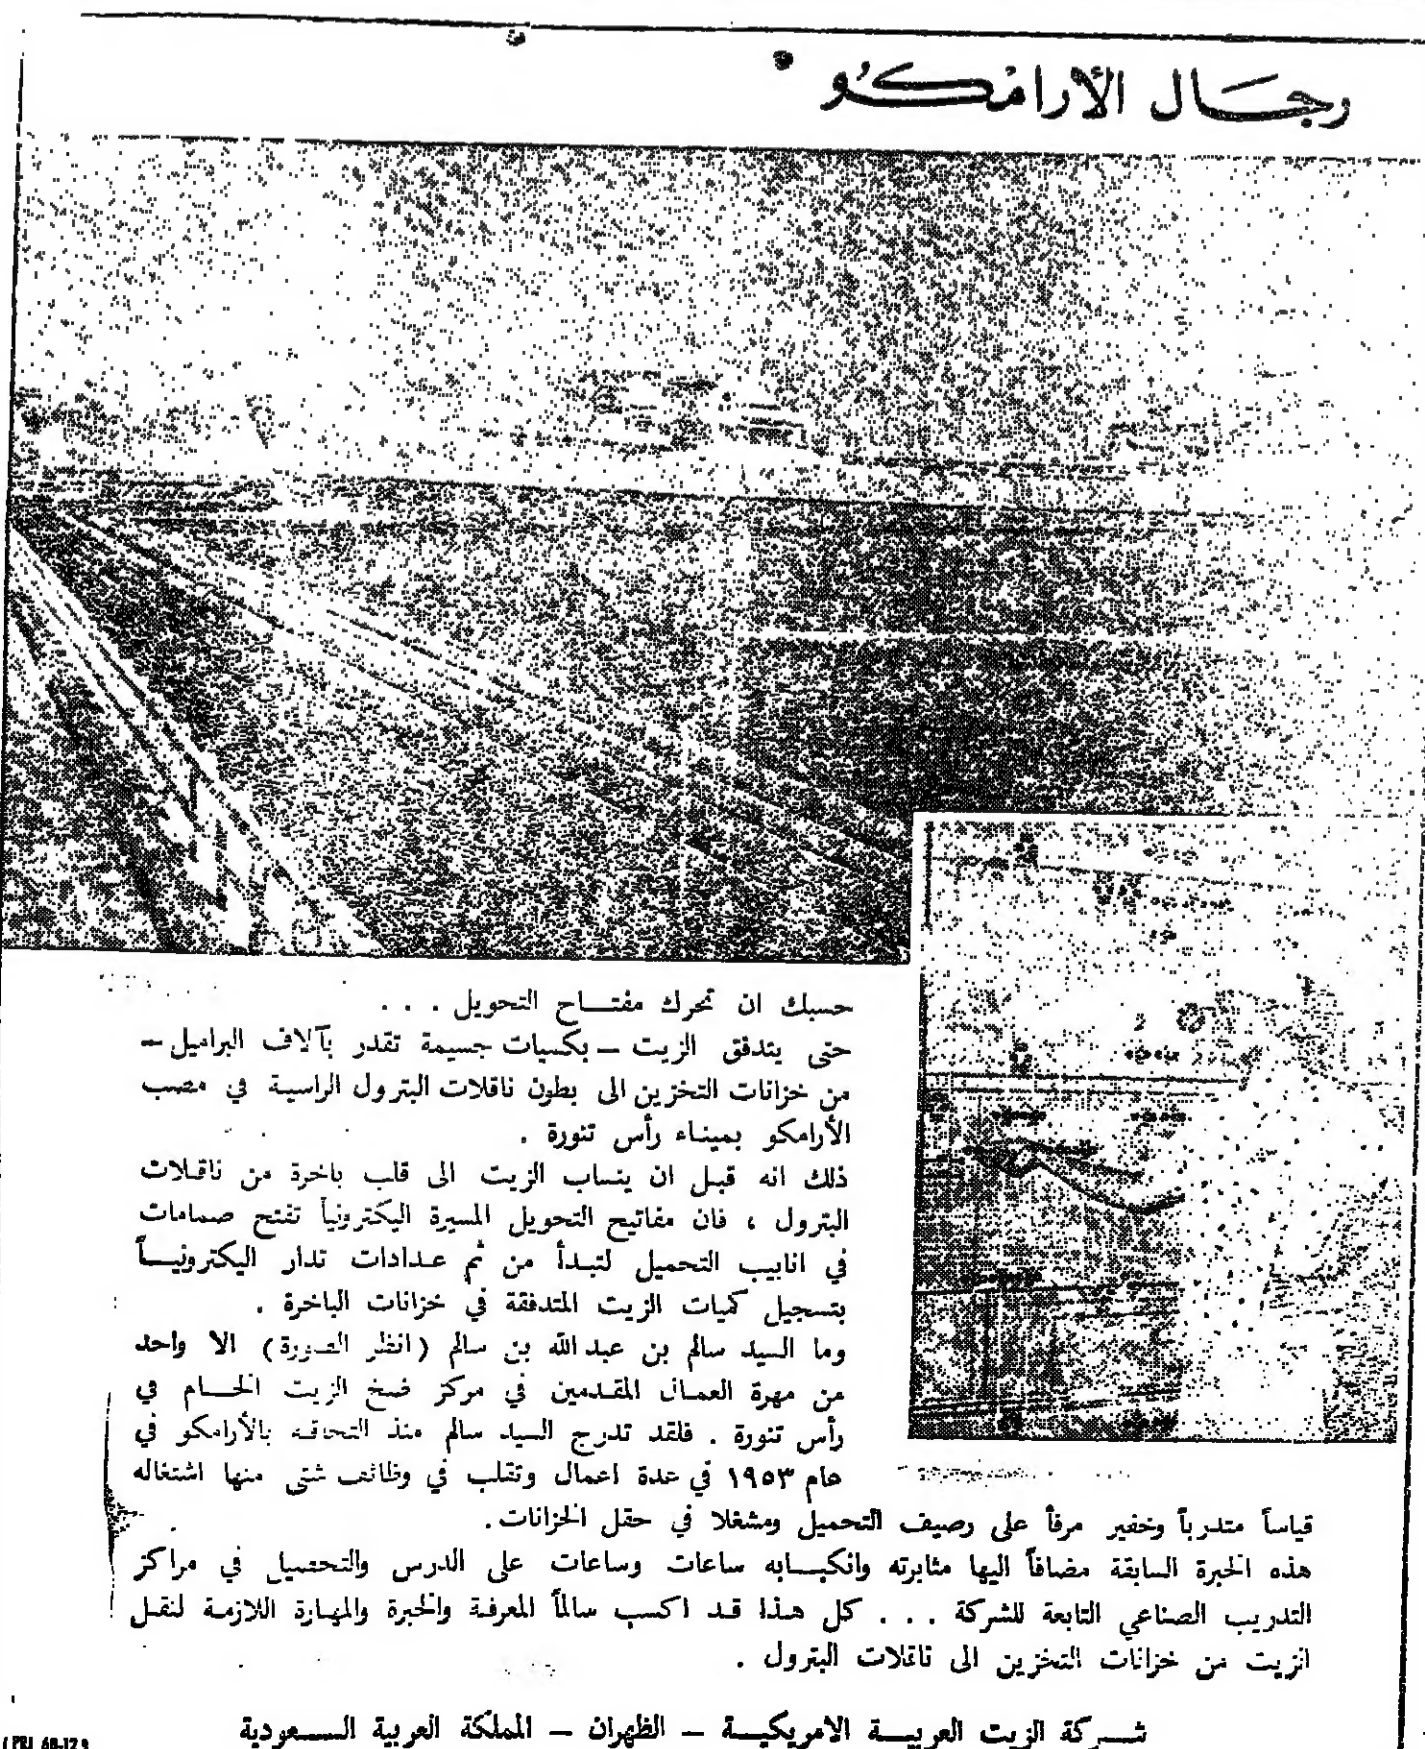 رجال الأرامكو
حسبك ان تحرك مفتاح التحويل . . .
حتى يتدفق الزيت — بكميات جسيمة تقدر بآلاف البراميل —
من خزانات التخزين الى بطون ناقلات البترول الراسية في مصب
الأرامكو بميناء رأس تنورة .
ذلك انه قبل ان ينساب الزيت الى قلب باخرة من ناقلات
البترول ، فان مفاتيح التحويل المسيرة اليكترونياً تفتح صمامات
في انابيب التحميل لتبدأ من ثم عدادات تدار اليكترونياً
بتسجيل كميات الزيت المتدفقة في خزانات الباخرة .
وما السيد سالم بن عبد الله بن سالم (انظر الصورة) الا واحد
من مهرة العمال المقدمين في مركز ضخ الزيت الخام في
رأس تنورة . فلقد تدرج السيد سالم منذ التحاقه بالأرامكو في
عام ١٩٥٣ في عدة اعمال وتقلب في وظائف شتى منها اشتغاله
قياساً متدرباً وخفير مرفأ على رصيف التحميل ومشغلا في حقل الخزانات .
هذه الخبرة السابقة مضافاً اليها مثابرته وانكبابه ساعات وساعات على الدرس والتحصيل في مراكز
التدريب الصناعي التابعة للشركة . . . كل هذا قد اكسب سالماً المعرفة والخبرة والمهارة اللازمة لنقل
الزيت من خزانات التخزين الى ناقلات البترول .
شركة الزيت العربية الامريكية — الظهران — المملكة العربية السعودية